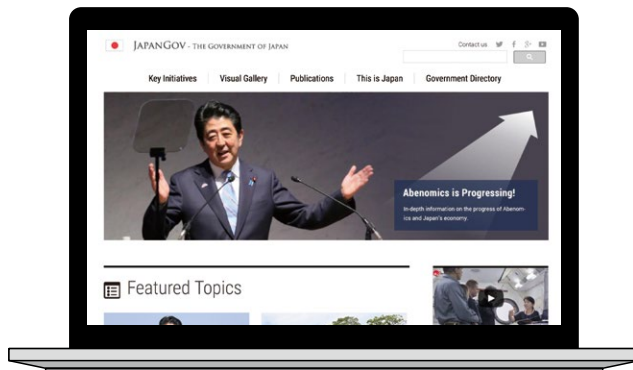 JAPANGOV - THE GOVERNMENT OF JAPAN
Contact us
Key Initiatives Visual Gallery Publications This is Japan Government Directory
Abenomics is Progressing!
In-depth information on the progress of Abenom-
ics and Japan's economy.
Featured Topics